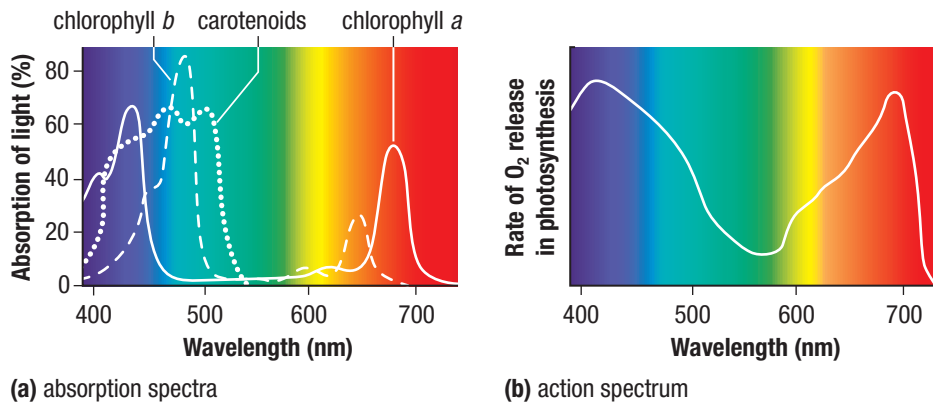 chlorophyll b carotenoids chlorophyll a
Absorption of light (%)
80
60
40
20
0
400 500 600 700
Wavelength (nm)
(a) absorption spectra
Rate of O₂ release
in photosynthesis
400 500 600 700
Wavelength (nm)
(b) action spectrum